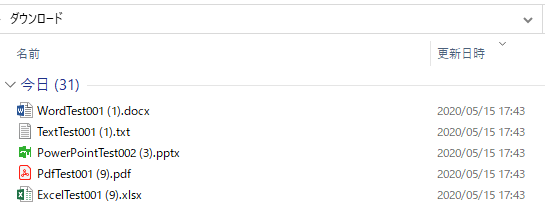 ダウンロード
名前 更新日時
今日 (31)
WordTest001 (1).docx 2020/05/15 17:43
TextTest001 (1).txt 2020/05/15 17:43
PowerPointTest002 (3).pptx 2020/05/15 17:43
PdfTest001 (9).pdf 2020/05/15 17:43
ExcelTest001 (9).xlsx 2020/05/15 17:43